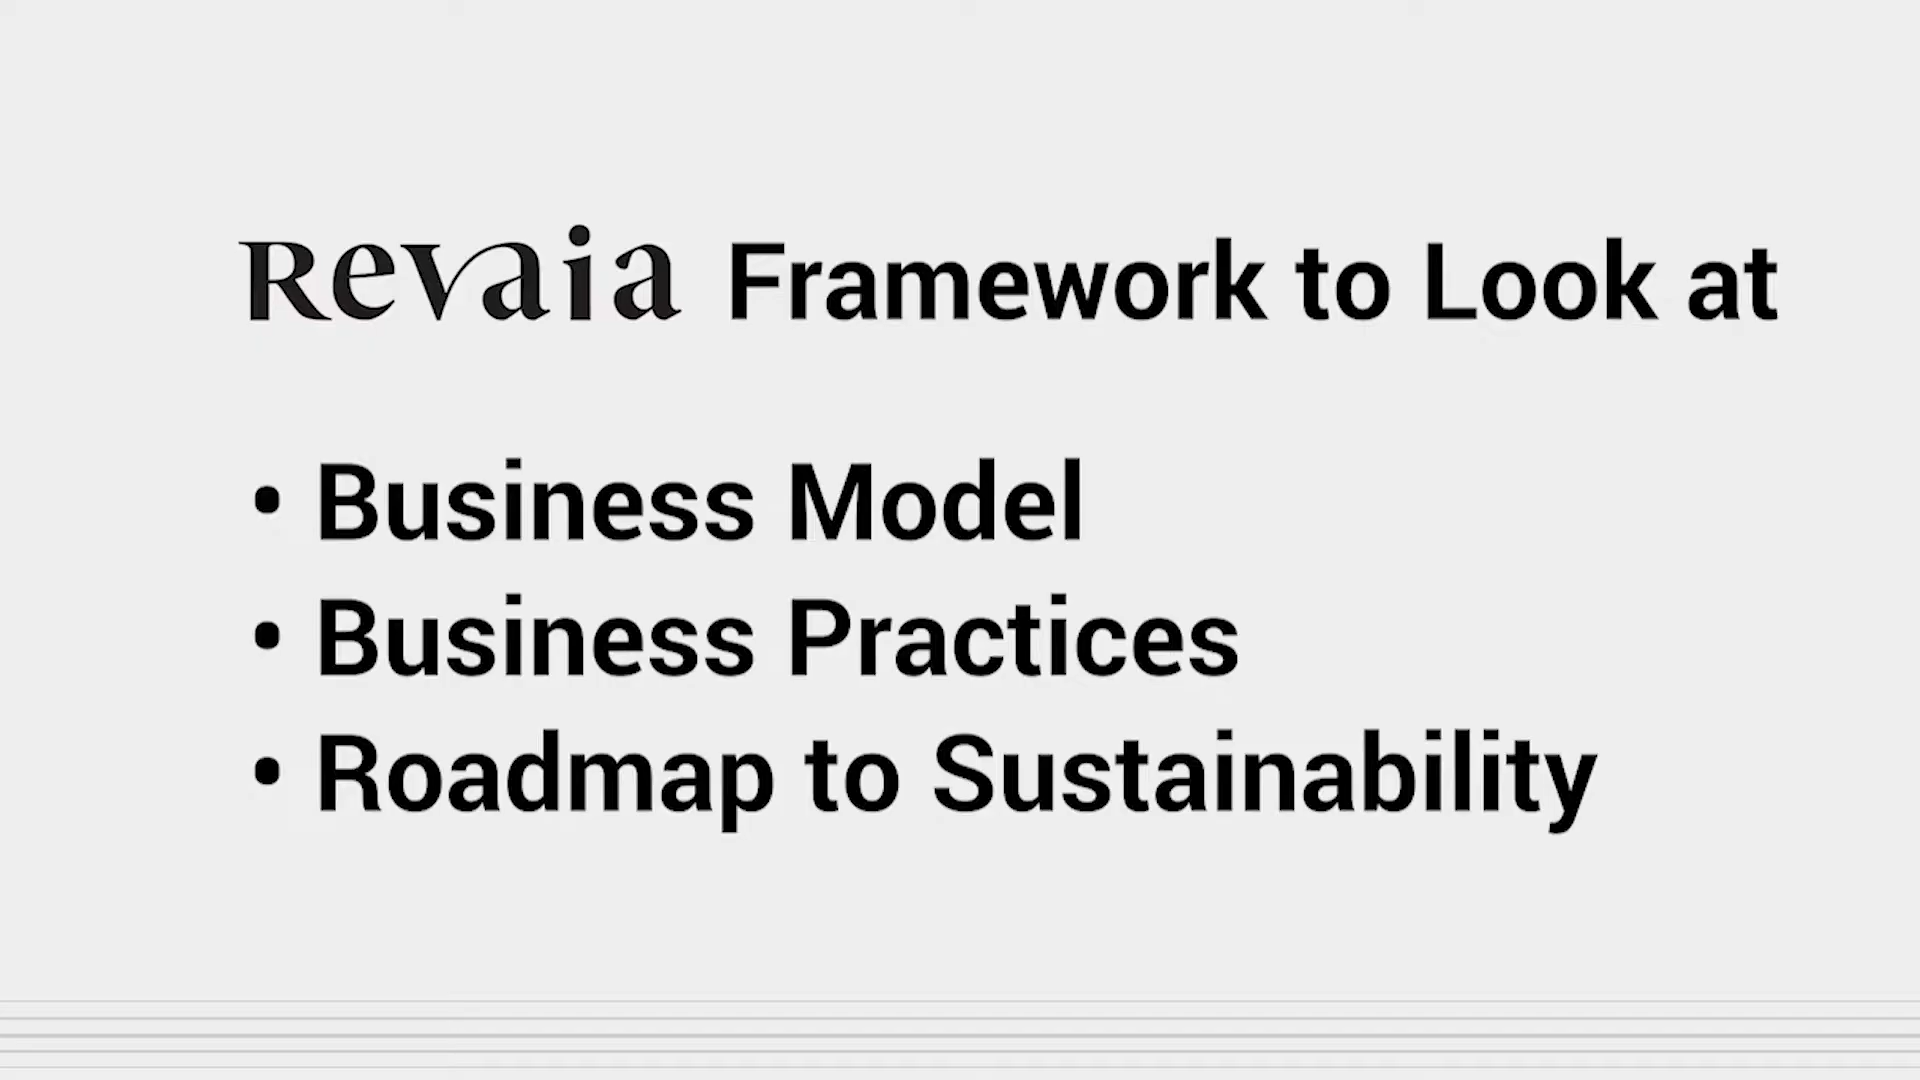 Revaia Framework to Look at
• Business Model
• Business Practices
• Roadmap to Sustainability